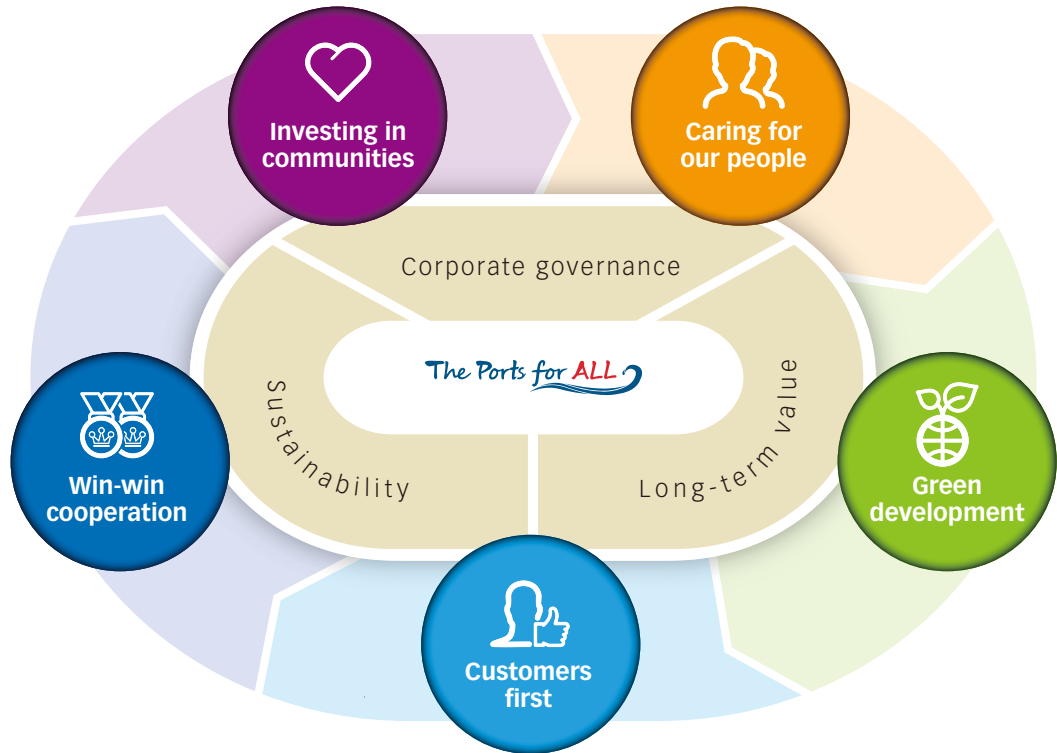 Investing in
communities
Caring for
our people
Corporate governance
The Ports for ALL
Sustainability
Long-term value
Win-win
cooperation
Green
development
Customers
first